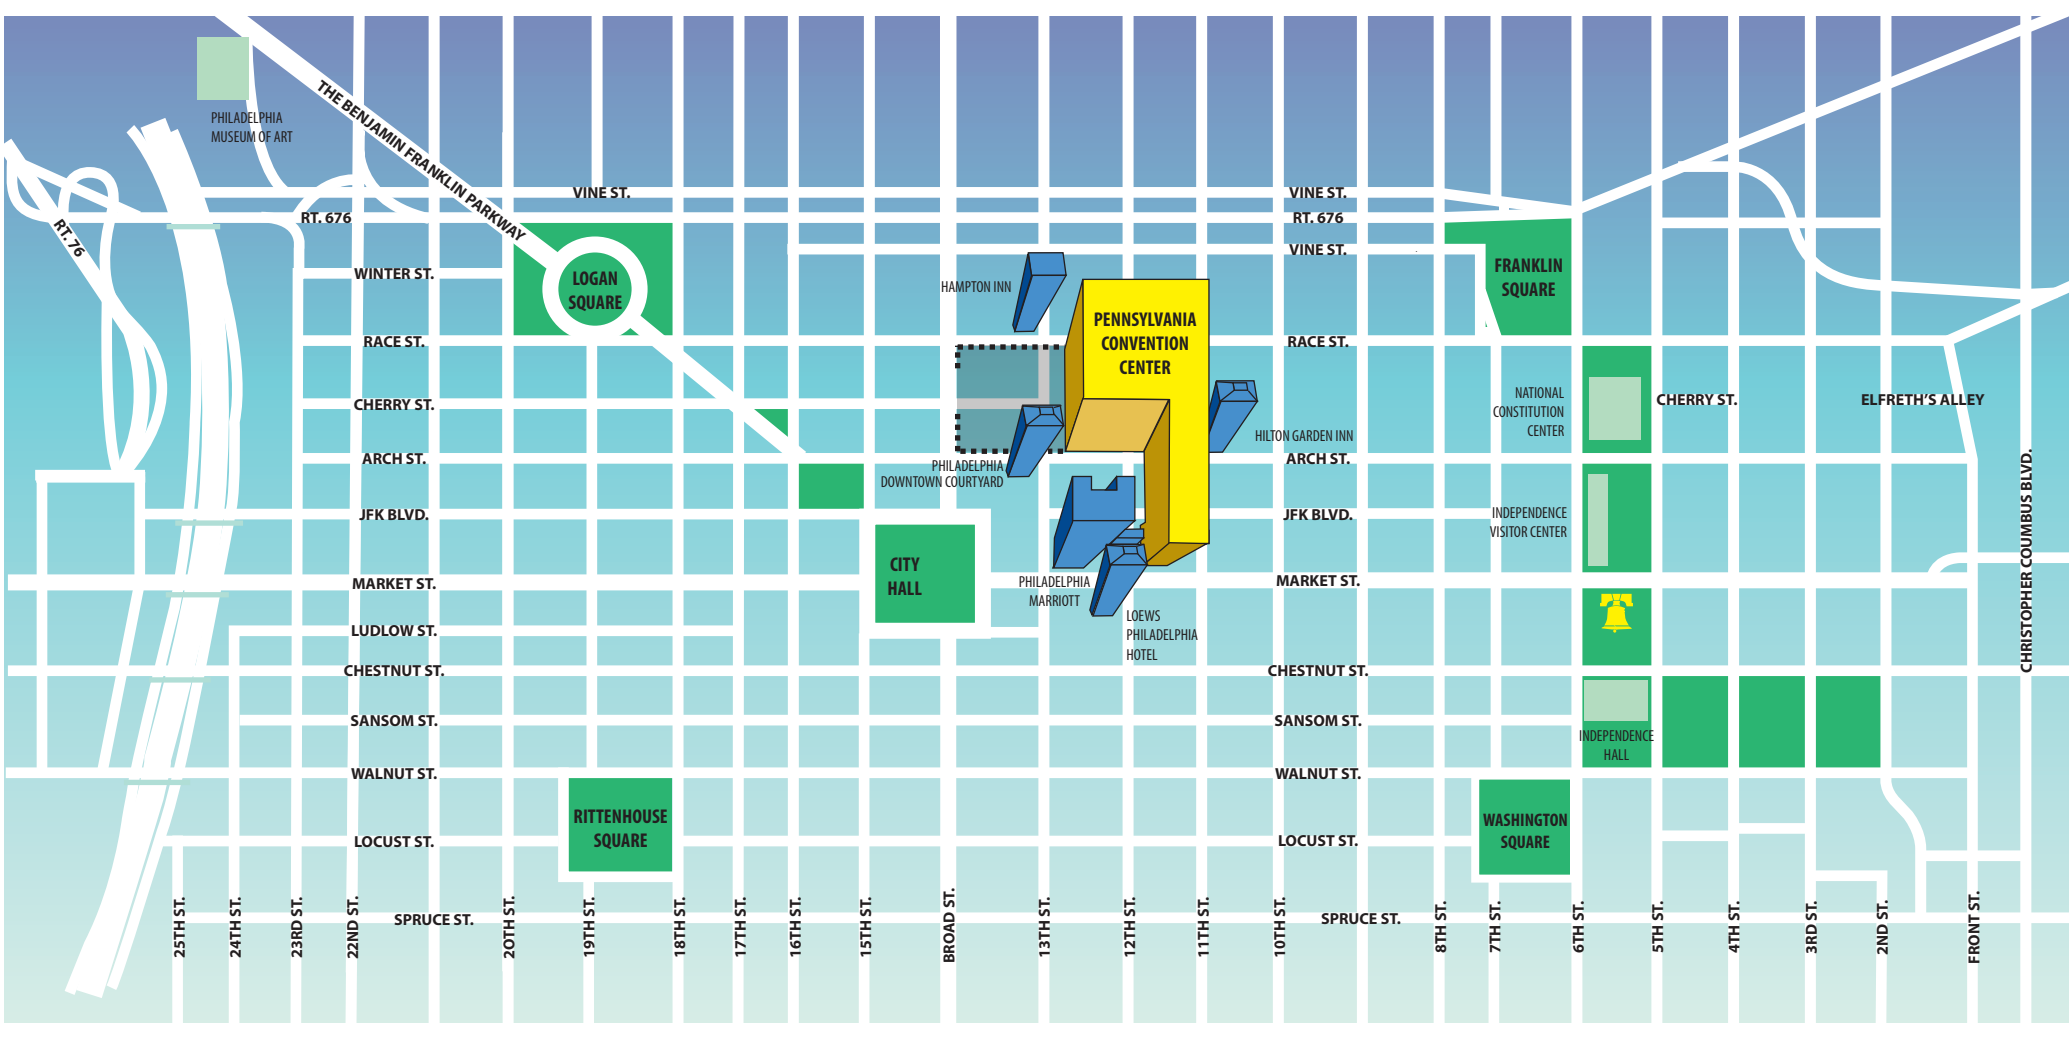 PHILADELPHIA
MUSEUM OF ART
THE BENJAMIN FRANKLIN PARKWAY
VINE ST.
VINE ST.
RT. 676
RT. 676
RT. 76
VINE ST.
WINTER ST.
LOGAN
SQUARE
HAMPTON INN
FRANKLIN
SQUARE
PENNSYLVANIA
CONVENTION
CENTER
RACE ST.
RACE ST.
CHERRY ST.
NATIONAL
CONSTITUTION
CENTER
CHERRY ST.
ELFRETH'S ALLEY
HILTON GARDEN INN
ARCH ST.
ARCH ST.
PHILADELPHIA
DOWNTOWN COURTYARD
JFK BLVD.
JFK BLVD.
INDEPENDENCE
VISITOR CENTER
CHRISTOPHER COUMBUS BLVD.
CITY
HALL
MARKET ST.
MARKET ST.
PHILADELPHIA
MARRIOTT
LOEWS
PHILADELPHIA
HOTEL
LUDLOW ST.
CHESTNUT ST.
CHESTNUT ST.
SANSOM ST.
SANSOM ST.
INDEPENDENCE
HALL
WALNUT ST.
WALNUT ST.
RITTENHOUSE
SQUARE
WASHINGTON
SQUARE
LOCUST ST.
LOCUST ST.
SPRUCE ST.
SPRUCE ST.
25TH ST.
24TH ST.
23RD ST.
22ND ST.
20TH ST.
19TH ST.
18TH ST.
17TH ST.
16TH ST.
15TH ST.
BROAD ST.
13TH ST.
12TH ST.
11TH ST.
10TH ST.
8TH ST.
7TH ST.
6TH ST.
5TH ST.
4TH ST.
3RD ST.
2ND ST.
FRONT ST.